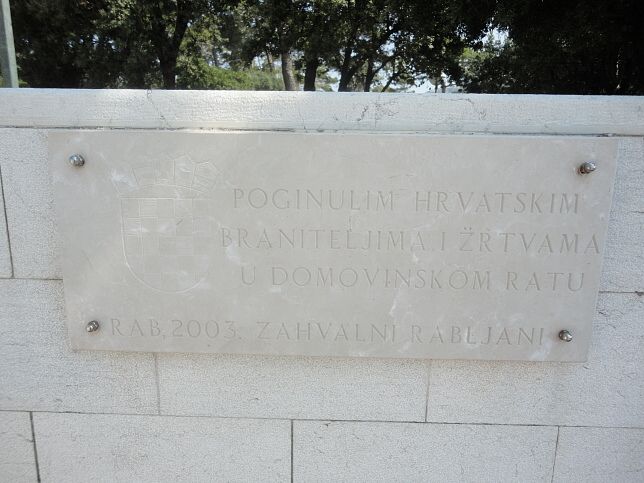 POGINULIM HRVATSKIM
BRANITELJIMA I ŽRTVAMA
U DOMOVINSKOM RATU
RAB, 2003. ZAHVALNI RABLJANI